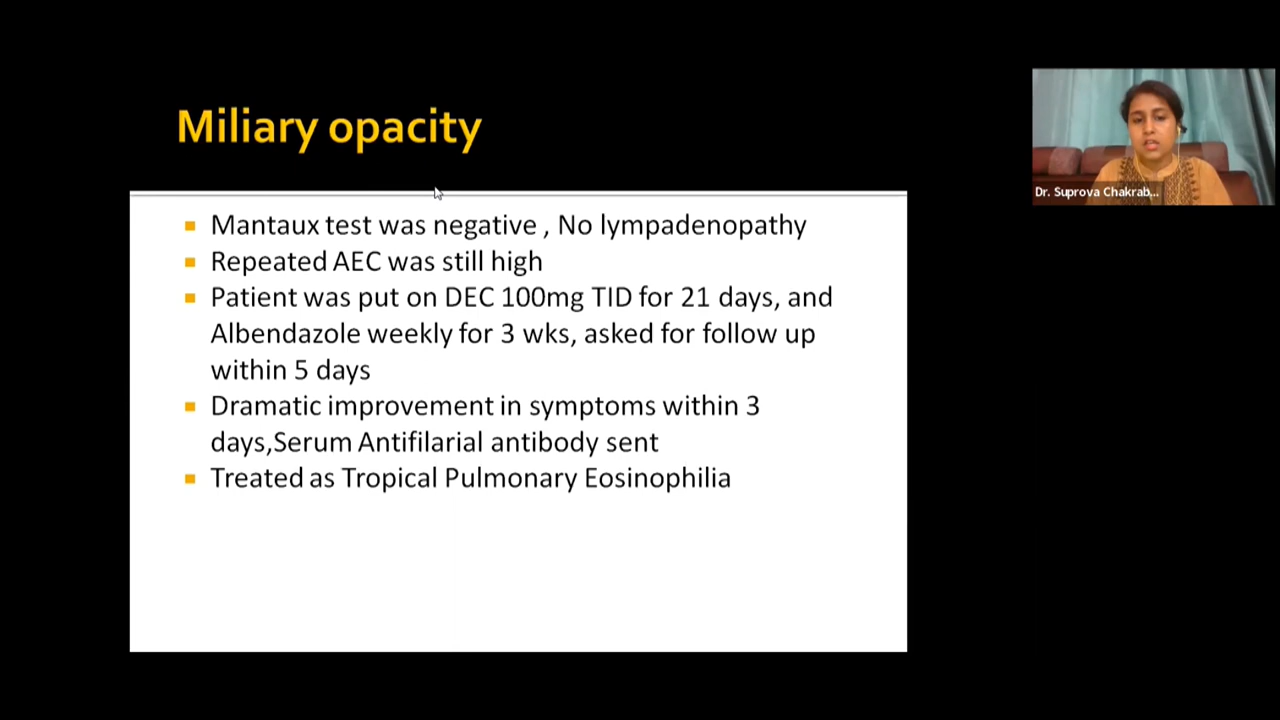 Miliary opacity
Mantaux test was negative , No lympadenopathy
Repeated AEC was still high
Patient was put on DEC 100mg TID for 21 days, and
Albendazole weekly for 3 wks, asked for follow up
within 5 days
Dramatic improvement in symptoms within 3
days,Serum Antifilarial antibody sent
Treated as Tropical Pulmonary Eosinophilia
Dr. Suprova Chakrab...